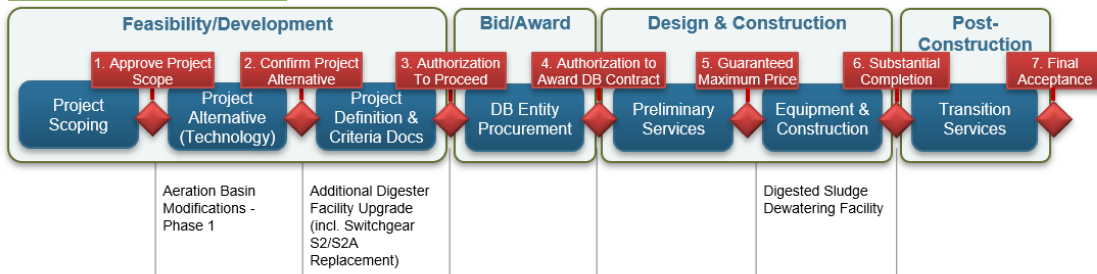 Feasibility/Development
Bid/Award
Design & Construction
Post-
Construction
1. Approve Project
Scope
2. Confirm Project
Alternative
3. Authorization
To Proceed
4. Authorization to
Award DB Contract
5. Guaranteed
Maximum Price
6. Substantial
Completion
7. Final
Acceptance
Project
Scoping
Project
Alternative
(Technology)
Project
Definition &
Criteria Docs
DB Entity
Procurement
Preliminary
Services
Equipment &
Construction
Transition
Services
Aeration Basin
Modifications -
Phase 1
Additional Digester
Facility Upgrade
(incl. Switchgear
S2/S2A
Replacement)
Digested Sludge
Dewatering Facility